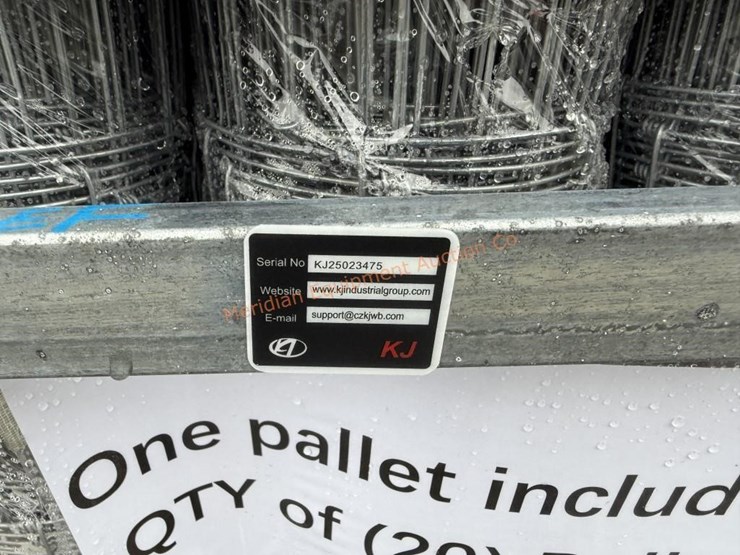 Serial No KJ25023475
Website www.kjindustrialgroup.com
E-mail support@czkjwb.com
KJ
Meridian Equipment Auction Co.
One pallet includ
QTY of (20)